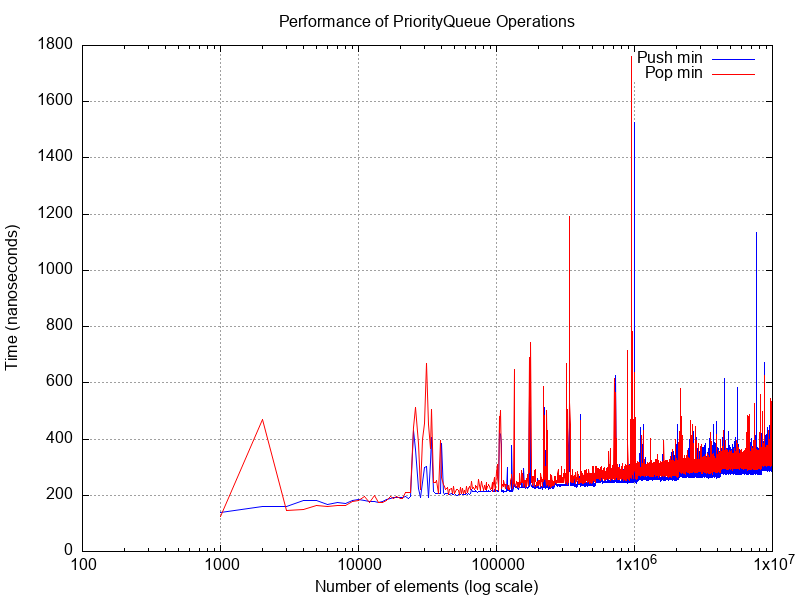 Performance of PriorityQueue Operations
1800
1600
1400
1200
1000
800
600
400
200
0
100
1000
10000
100000
1x10^6
1x10^7
Push min
Pop min
Time (nanoseconds)
Number of elements (log scale)